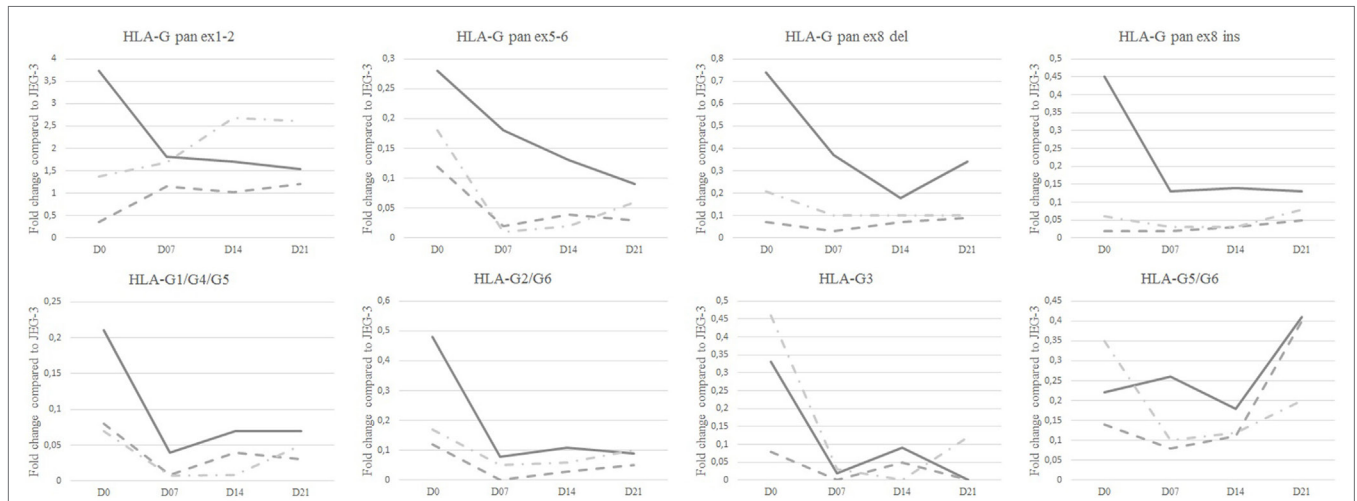 HLA-G pan ex1-2
Fold change compared to JEG-3
4
3,5
3
2,5
2
1,5
1
0,5
0
D0 D07 D14 D21
HLA-G pan ex5-6
Fold change compared to JEG-3
0,3
0,25
0,2
0,15
0,1
0,05
0
D0 D07 D14 D21
HLA-G pan ex8 del
Fold change compared to JEG-3
0,8
0,7
0,6
0,5
0,4
0,3
0,2
0,1
0
D0 D07 D14 D21
HLA-G pan ex8 ins
Fold change compared to JEG-3
0,5
0,45
0,4
0,35
0,3
0,25
0,2
0,15
0,1
0,05
0
D0 D07 D14 D21
HLA-G1/G4/G5
Fold change compared to JEG-3
0,25
0,2
0,15
0,1
0,05
0
D0 D07 D14 D21
HLA-G2/G6
Fold change compared to JEG-3
0,6
0,5
0,4
0,3
0,2
0,1
0
D0 D07 D14 D21
HLA-G3
Fold change compared to JEG-3
0,5
0,45
0,4
0,35
0,3
0,25
0,2
0,15
0,1
0,05
0
D0 D07 D14 D21
HLA-G5/G6
Fold change compared to JEG-3
0,45
0,4
0,35
0,3
0,25
0,2
0,15
0,1
0,05
0
D0 D07 D14 D21